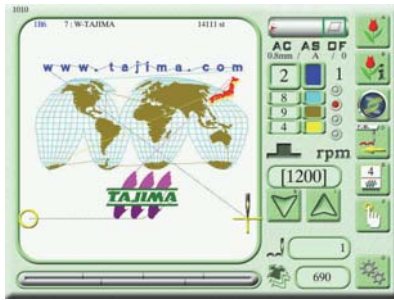 1010
186 7 : W-TAJIMA 14111 st
AC AS OF
0.8mm / A / 0
www.tajima.com
2 1
8
9
4
rpm
[1200]
TAJIMA
4
1
690